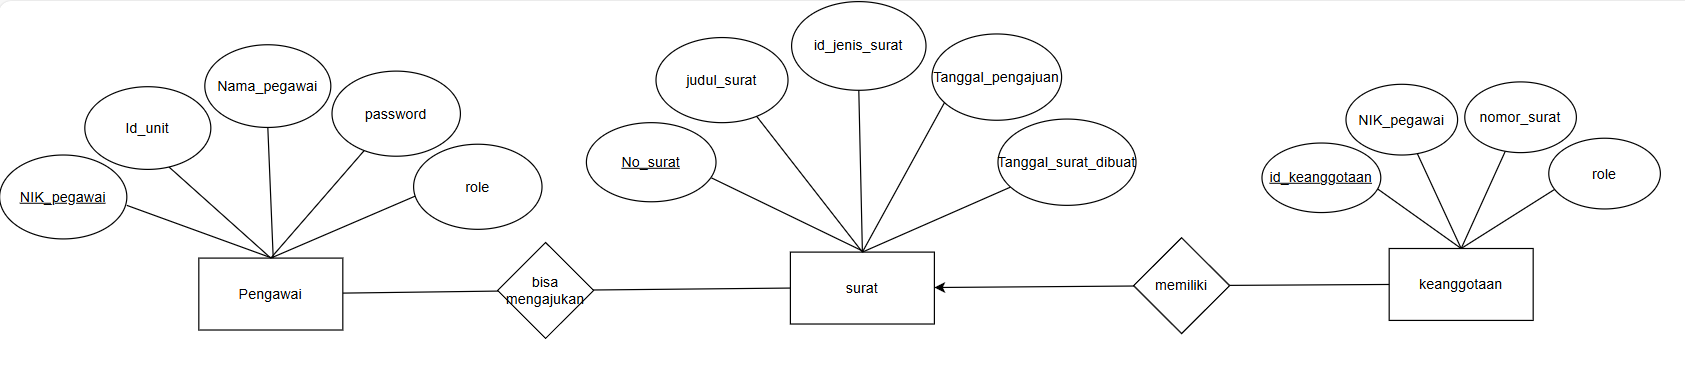 NIK_pegawai
Id_unit
Nama_pegawai
password
role
Pengawai
bisa
mengajukan
No_surat
judul_surat
id_jenis_surat
Tanggal_pengajuan
Tanggal_surat_dibuat
surat
memiliki
id_keanggotaan
NIK_pegawai
nomor_surat
role
keanggotaan